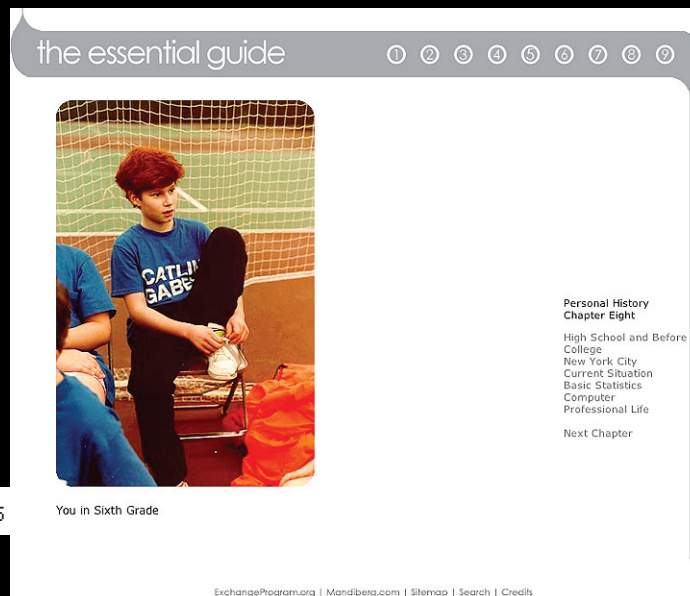 the essential guide
1 2 3 4 5 6 7 8 9
CATLIN
GABE
Personal History
Chapter Eight
High School and Before
College
New York City
Current Situation
Basic Statistics
Computer
Professional Life
Next Chapter
5
You in Sixth Grade
ExchangeProgram.org | Mandiberg.com | Sitemap | Search | Credits